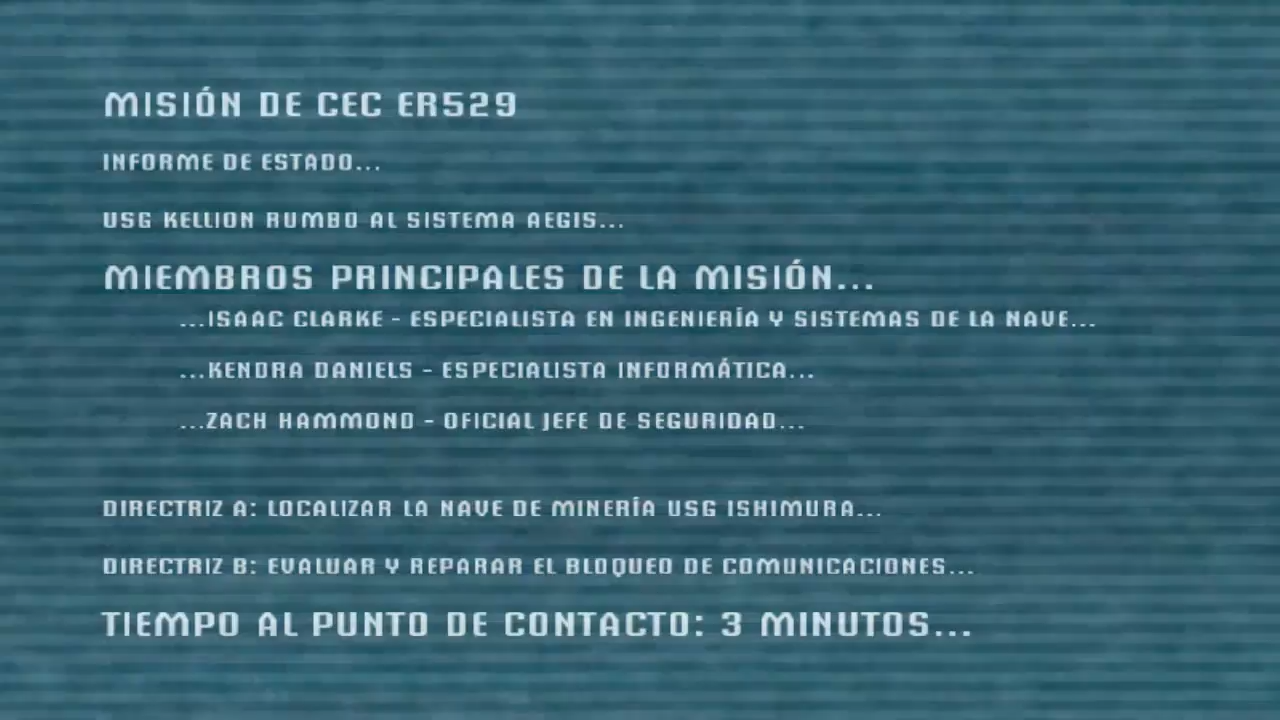 MISIÓN DE CEC ER529
INFORME DE ESTADO...
USG KELLION RUMBO AL SISTEMA AEGIS...
MIEMBROS PRINCIPALES DE LA MISIÓN...
...ISAAC CLARKE - ESPECIALISTA EN INGENIERÍA Y SISTEMAS DE LA NAVE...
...KENDRA DANIELS - ESPECIALISTA INFORMÁTICA...
...ZACH HAMMOND - OFICIAL JEFE DE SEGURIDAD...
DIRECTRIZ A: LOCALIZAR LA NAVE DE MINERÍA USG ISHIMURA...
DIRECTRIZ B: EVALUAR Y REPARAR EL BLOQUEO DE COMUNICACIONES...
TIEMPO AL PUNTO DE CONTACTO: 3 MINUTOS...